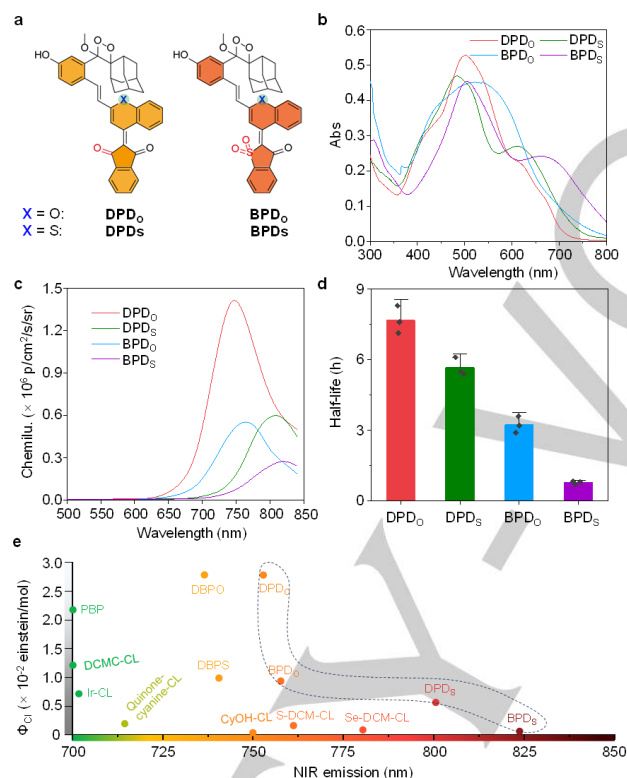 a
HO
O
O-O
X
O
O
X = O: DPDO
X = S: DPDS
HO
O
O-O
X
O
S
O
O
BPDO
BPDS
b
DPDO DPDS
BPDO BPDS
Abs
0.6
0.5
0.4
0.3
0.2
0.1
0.0
300 400 500 600 700 800
Wavelength (nm)
c
DPDO
DPDS
BPDO
BPDS
Chemilu. (× 10⁶ p/cm²/s/sr)
1.5
1.2
0.9
0.6
0.3
0.0
500 550 600 650 700 750 800 850
Wavelength (nm)
d
Half-life (h)
9
6
3
0
DPDO DPDS BPDO BPDS
e
ΦCl (× 10⁻² einstein/mol)
3.0
2.5
2.0
1.5
1.0
0.5
0
DBPO
DPDO
PBP
DCMC-CL
Ir-CL
DBPS
BPDO
Quinone-
cyanine-CL
CyOH-CL
S-DCM-CL
Se-DCM-CL
DPDS
BPDS
700 725 750 775 800 825 850
NIR emission (nm)